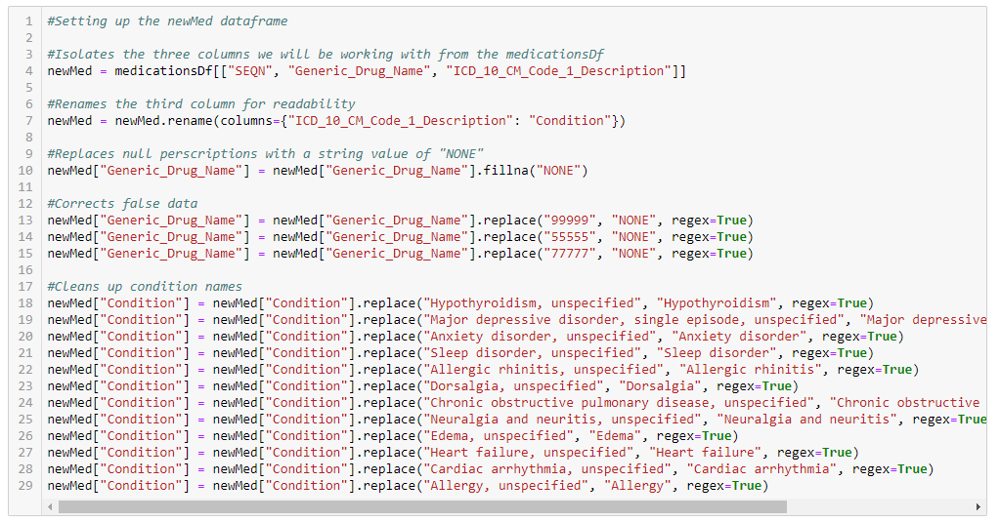 1 #Setting up the newMed dataframe
2
3 #Isolates the three columns we will be working with from the medicationsDf
4 newMed = medicationsDf[["SEQN", "Generic_Drug_Name", "ICD_10_CM_Code_1_Description"]]
5
6 #Renames the third column for readability
7 newMed = newMed.rename(columns={"ICD_10_CM_Code_1_Description": "Condition"})
8
9 #Replaces null perscriptions with a string value of "NONE"
10 newMed["Generic_Drug_Name"] = newMed["Generic_Drug_Name"].fillna("NONE")
11
12 #Corrects false data
13 newMed["Generic_Drug_Name"] = newMed["Generic_Drug_Name"].replace("99999", "NONE", regex=True)
14 newMed["Generic_Drug_Name"] = newMed["Generic_Drug_Name"].replace("55555", "NONE", regex=True)
15 newMed["Generic_Drug_Name"] = newMed["Generic_Drug_Name"].replace("77777", "NONE", regex=True)
16
17 #Cleans up condition names
18 newMed["Condition"] = newMed["Condition"].replace("Hypothyroidism, unspecified", "Hypothyroidism", regex=True)
19 newMed["Condition"] = newMed["Condition"].replace("Major depressive disorder, single episode, unspecified", "Major depressive
20 newMed["Condition"] = newMed["Condition"].replace("Anxiety disorder, unspecified", "Anxiety disorder", regex=True)
21 newMed["Condition"] = newMed["Condition"].replace("Sleep disorder, unspecified", "Sleep disorder", regex=True)
22 newMed["Condition"] = newMed["Condition"].replace("Allergic rhinitis, unspecified", "Allergic rhinitis", regex=True)
23 newMed["Condition"] = newMed["Condition"].replace("Dorsalgia, unspecified", "Dorsalgia", regex=True)
24 newMed["Condition"] = newMed["Condition"].replace("Chronic obstructive pulmonary disease, unspecified", "Chronic obstructive
25 newMed["Condition"] = newMed["Condition"].replace("Neuralgia and neuritis, unspecified", "Neuralgia and neuritis", regex=True
26 newMed["Condition"] = newMed["Condition"].replace("Edema, unspecified", "Edema", regex=True)
27 newMed["Condition"] = newMed["Condition"].replace("Heart failure, unspecified", "Heart failure", regex=True)
28 newMed["Condition"] = newMed["Condition"].replace("Cardiac arrhythmia, unspecified", "Cardiac arrhythmia", regex=True)
29 newMed["Condition"] = newMed["Condition"].replace("Allergy, unspecified", "Allergy", regex=True)